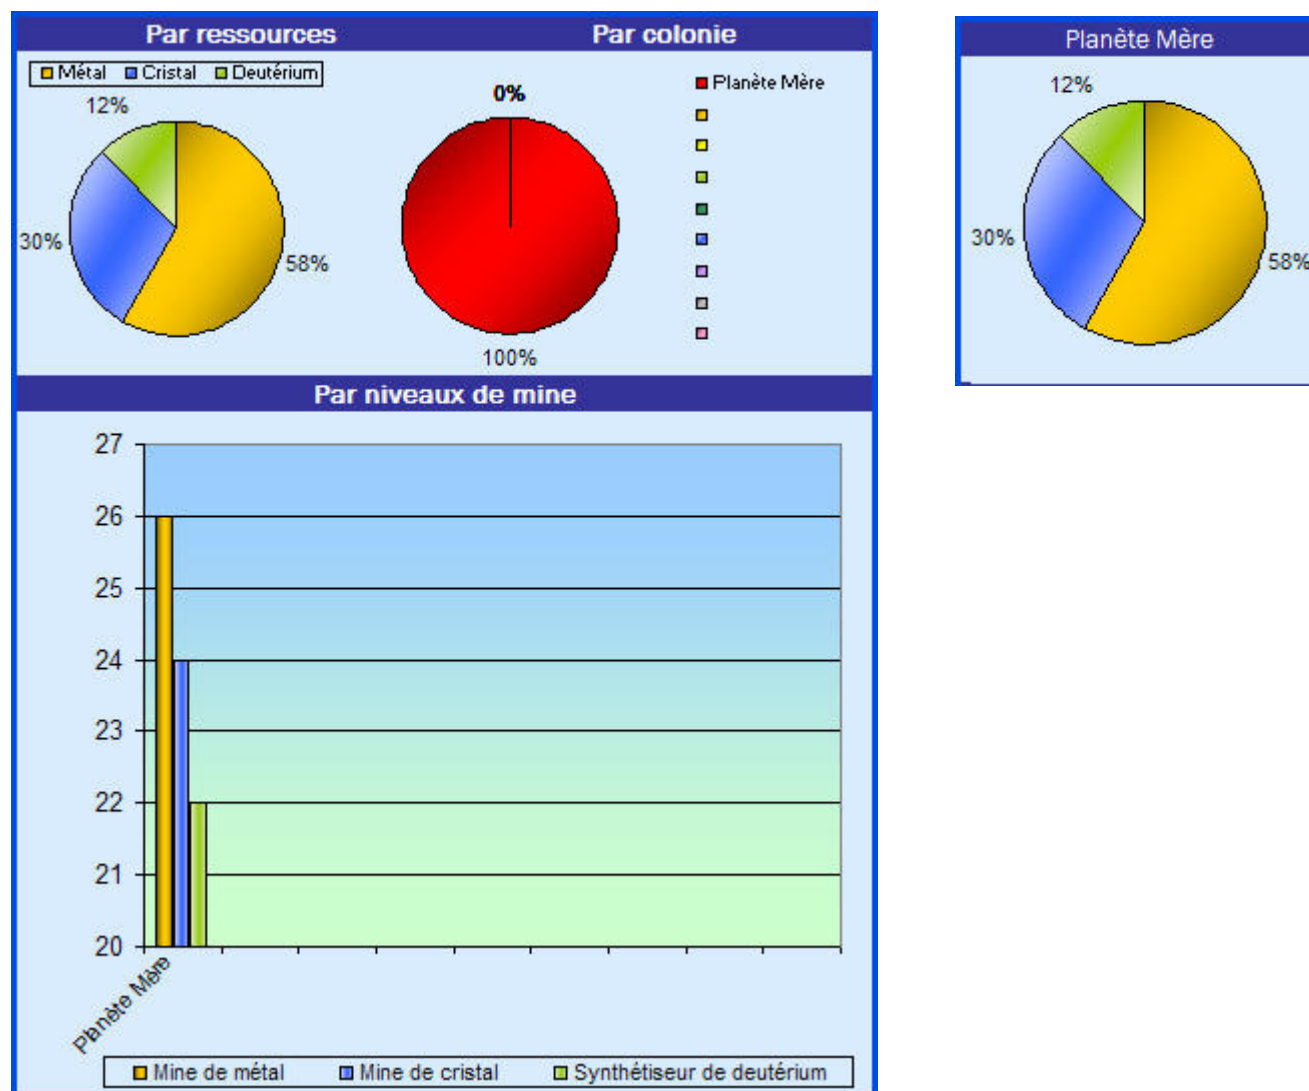 Par ressources
Par colonie
Métal Cristal Deutérium
12%
30%
58%
0%
100%
Planète Mère
Par niveaux de mine
27
26
25
24
23
22
21
20
Planète Mère
Mine de métal Mine de cristal Synthétiseur de deutérium
Planète Mère
12%
30%
58%